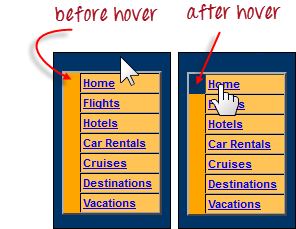 before hover
after hover
Home
Flights
Hotels
Car Rentals
Cruises
Destinations
Vacations
Home
Hotels
Car Rentals
Cruises
Destinations
Vacations